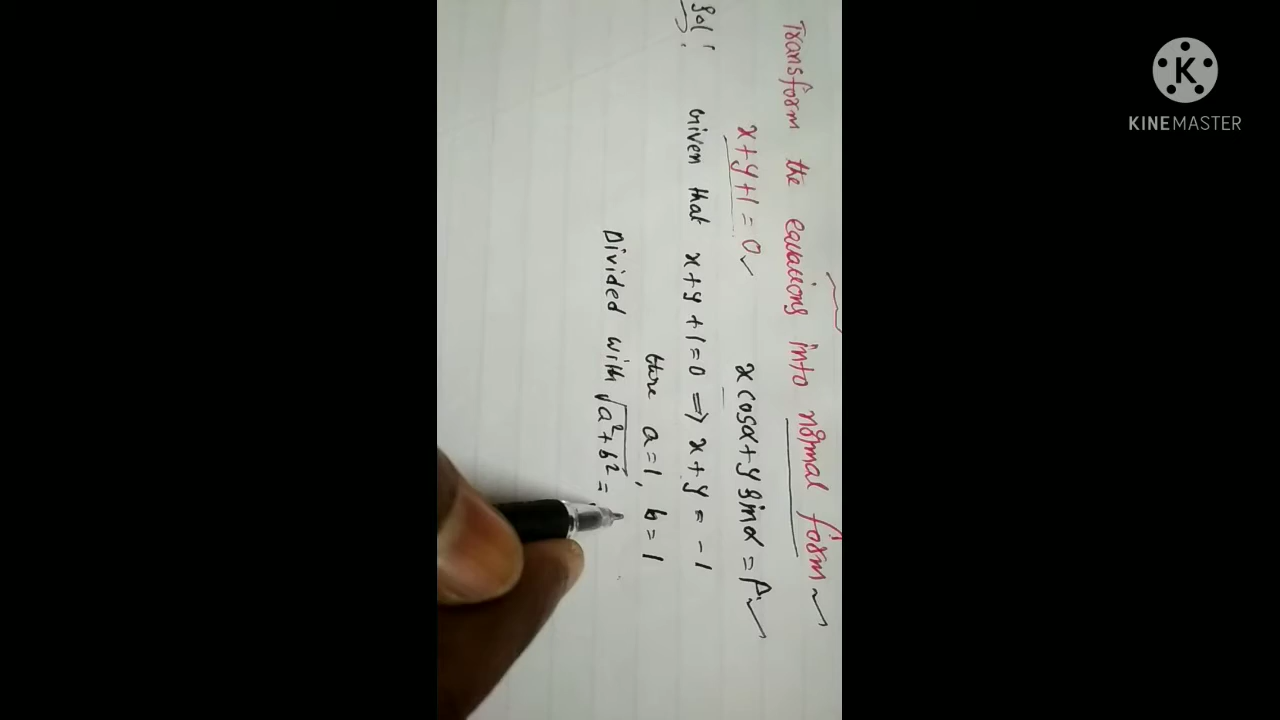 Transform the equations into normal form
x+y+1=0 x cosα+y sinα=P.
Sol:
Given that x+y+1=0 ⇒ x+y=-1
there a=1, b=1
Divided with √a²+b² =
KINEMASTER